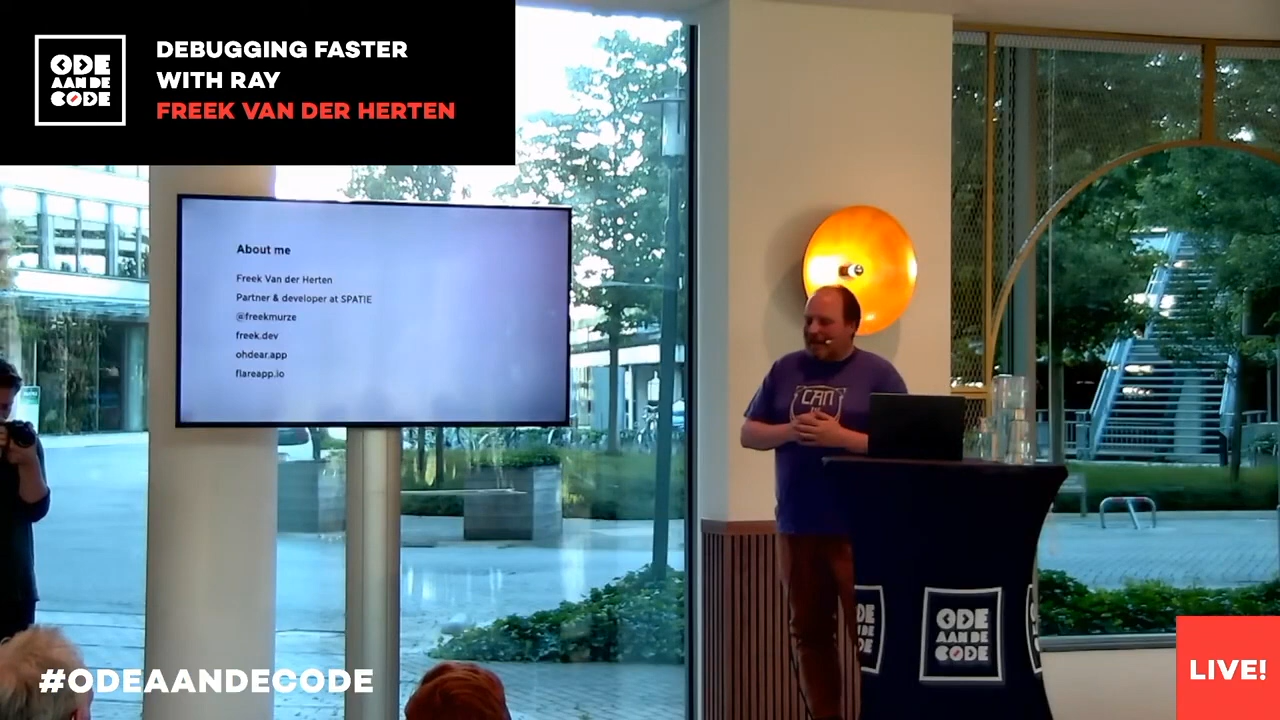 ODE
AAN DE
CODE
DEBUGGING FASTER
WITH RAY
FREEK VAN DER HERTEN
About me
Freek Van der Herten
Partner & developer at SPATIE
@freekmurze
freek.dev
ohdear.app
flareapp.io
CAN
ODE
AAN DE
CODE
#ODEAANDECODE
LIVE!